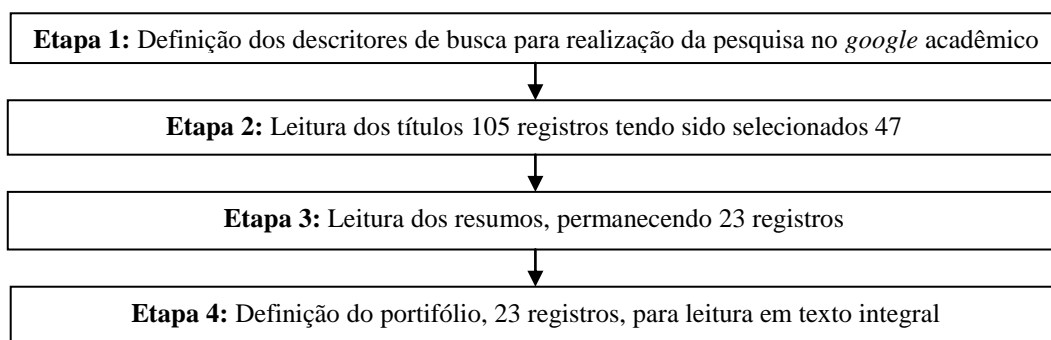 Etapa 1: Definição dos descritores de busca para realização da pesquisa no google acadêmico
Etapa 2: Leitura dos títulos 105 registros tendo sido selecionados 47
Etapa 3: Leitura dos resumos, permanecendo 23 registros
Etapa 4: Definição do portifólio, 23 registros, para leitura em texto integral